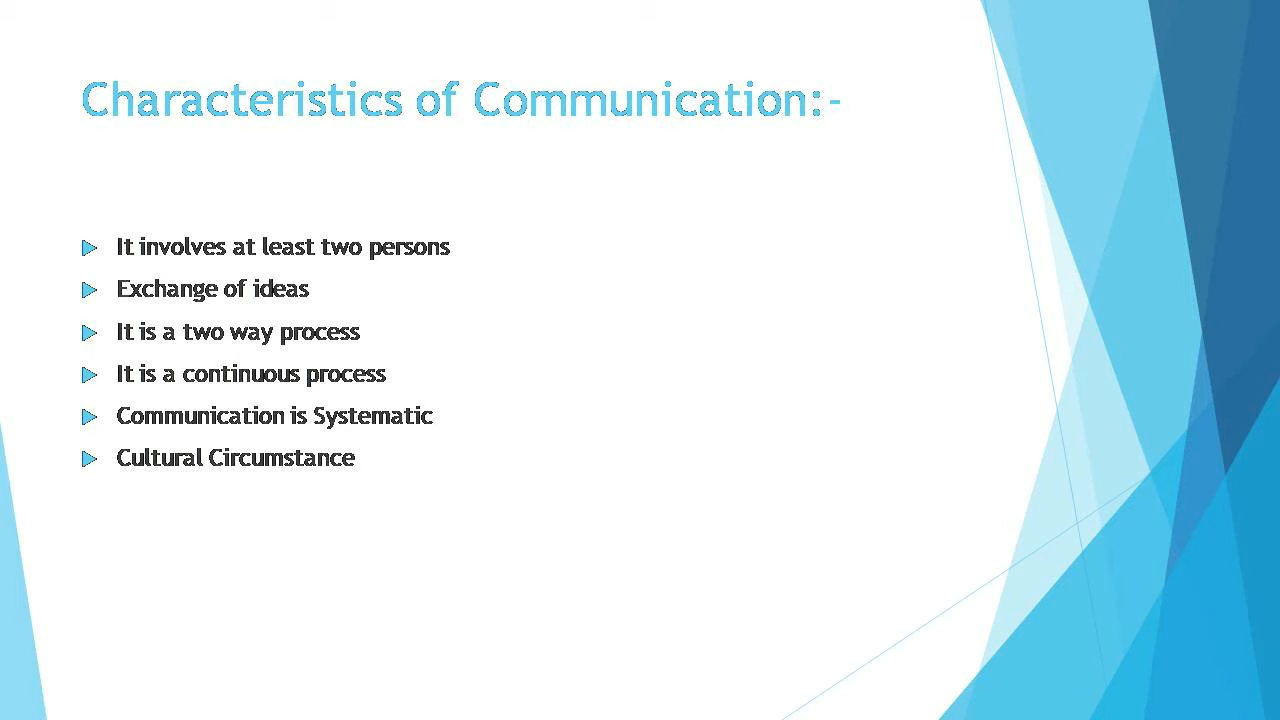 Characteristics of Communication:-
It involves at least two persons
Exchange of ideas
It is a two way process
It is a continuous process
Communication is Systematic
Cultural Circumstance